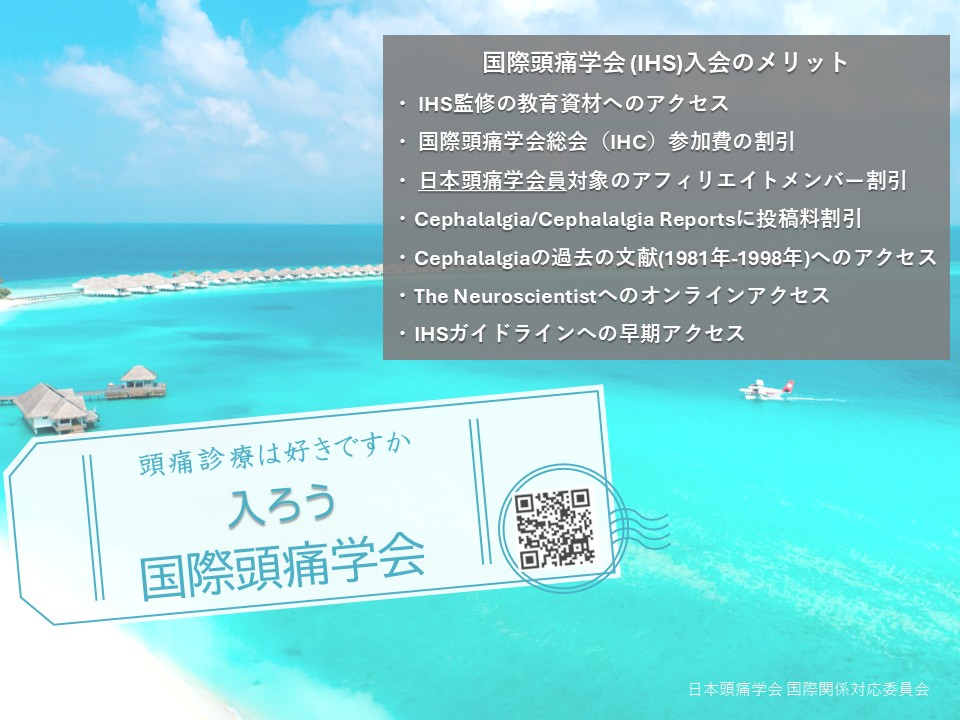 国際頭痛学会 (IHS)入会のメリット
・ IHS監修の教育資材へのアクセス
・ 国際頭痛学会総会（IHC）参加費の割引
・ 日本頭痛学会員対象のアフィリエイトメンバー割引
・Cephalalgia/Cephalalgia Reportsに投稿料割引
・Cephalalgiaの過去の文献(1981年-1998年)へのアクセス
・The Neuroscientistへのオンラインアクセス
・ IHSガイドラインへの早期アクセス
頭痛診療は好きですか
入ろう
国際頭痛学会
日本頭痛学会 国際関係対応委員会